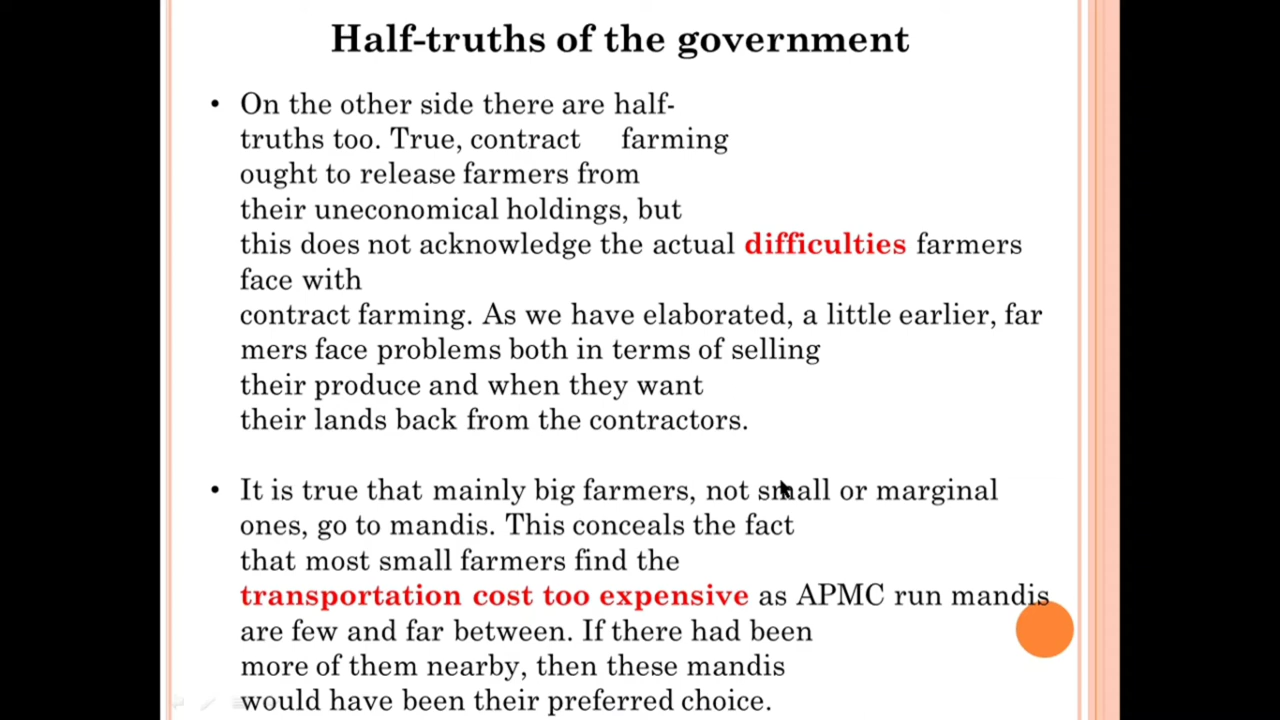 Half-truths of the government
• On the other side there are half-
truths too. True, contract farming
ought to release farmers from
their uneconomical holdings, but
this does not acknowledge the actual difficulties farmers
face with
contract farming. As we have elaborated, a little earlier, far
mers face problems both in terms of selling
their produce and when they want
their lands back from the contractors.
• It is true that mainly big farmers, not small or marginal
ones, go to mandis. This conceals the fact
that most small farmers find the
transportation cost too expensive as APMC run mandis
are few and far between. If there had been
more of them nearby, then these mandis
would have been their preferred choice.